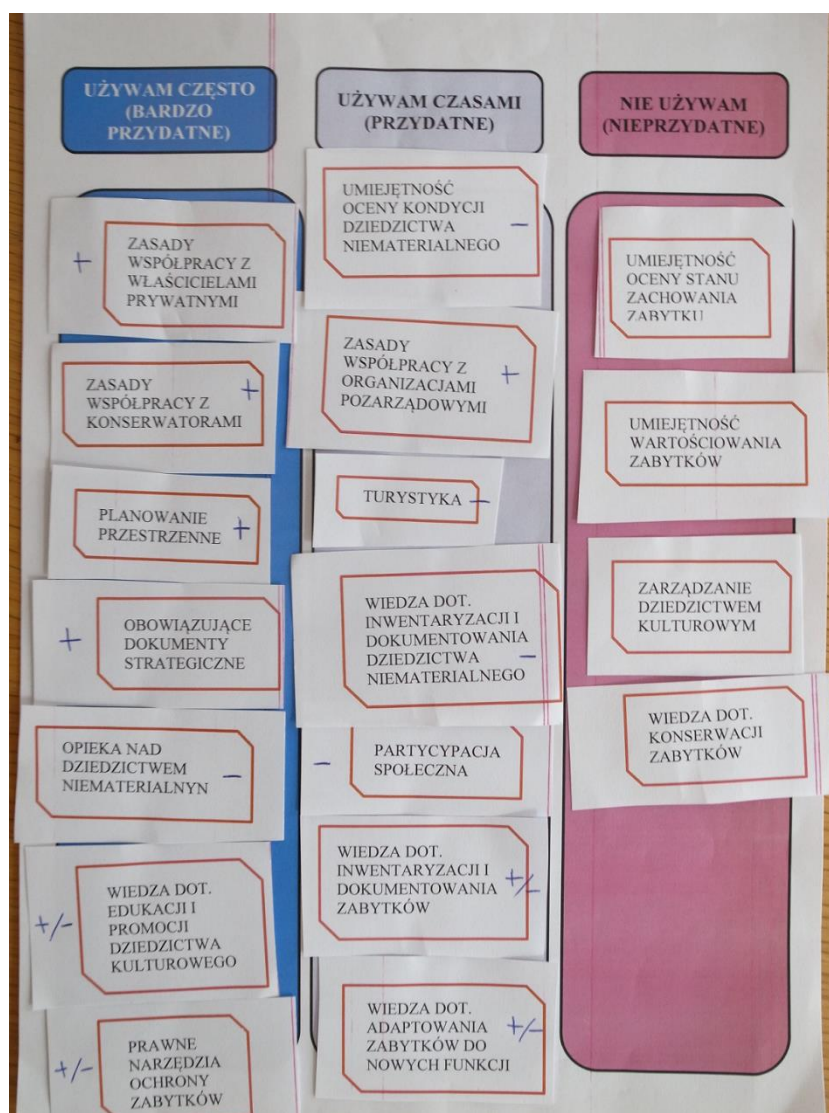 UŻYWAM CZĘSTO
(BARDZO
PRZYDATNE)
+
ZASADY
WSPÓŁPRACY Z
WŁAŚCICIELAMI
PRYWATNYMI
ZASADY
WSPÓŁPRACY Z
KONSERWATORAMI
+
PLANOWANIE
PRZESTRZENNE
+
+
OBOWIĄZUJĄCE
DOKUMENTY
STRATEGICZNE
OPIEKA NAD
DZIEDZICTWEM
NIEMATERIALNYN
–
+/-
WIEDZA DOT.
EDUKACJI I
PROMOCJI
DZIEDZICTWA
KULTUROWEGO
+/-
PRAWNE
NARZĘDZIA
OCHRONY
ZABYTKÓW
UŻYWAM CZASAMI
(PRZYDATNE)
UMIEJĘTNOŚĆ
OCENY KONDYCJI
DZIEDZICTWA
NIEMATERIALNEGO
–
ZASADY
WSPÓŁPRACY Z
ORGANIZACJAMI
POZARZĄDOWYMI
+
TURYSTYKA –
WIEDZA DOT.
INWENTARYZACJI I
DOKUMENTOWANIA
DZIEDZICTWA
NIEMATERIALNEGO
–
–
PARTYCYPACJA
SPOŁECZNA
WIEDZA DOT.
INWENTARYZACJI I
DOKUMENTOWANIA
ZABYTKÓW
+/-
WIEDZA DOT.
ADAPTOWANIA
ZABYTKÓW DO
NOWYCH FUNKCJI
+/-
NIE UŻYWAM
(NIEPRZYDATNE)
UMIEJĘTNOŚĆ
OCENY STANU
ZACHOWANIA
ZABYTKU
UMIEJĘTNOŚĆ
WARTOŚCIOWANIA
ZABYTKÓW
ZARZĄDZANIE
DZIEDZICTWEM
KULTUROWYM
WIEDZA DOT.
KONSERWACJI
ZABYTKÓW